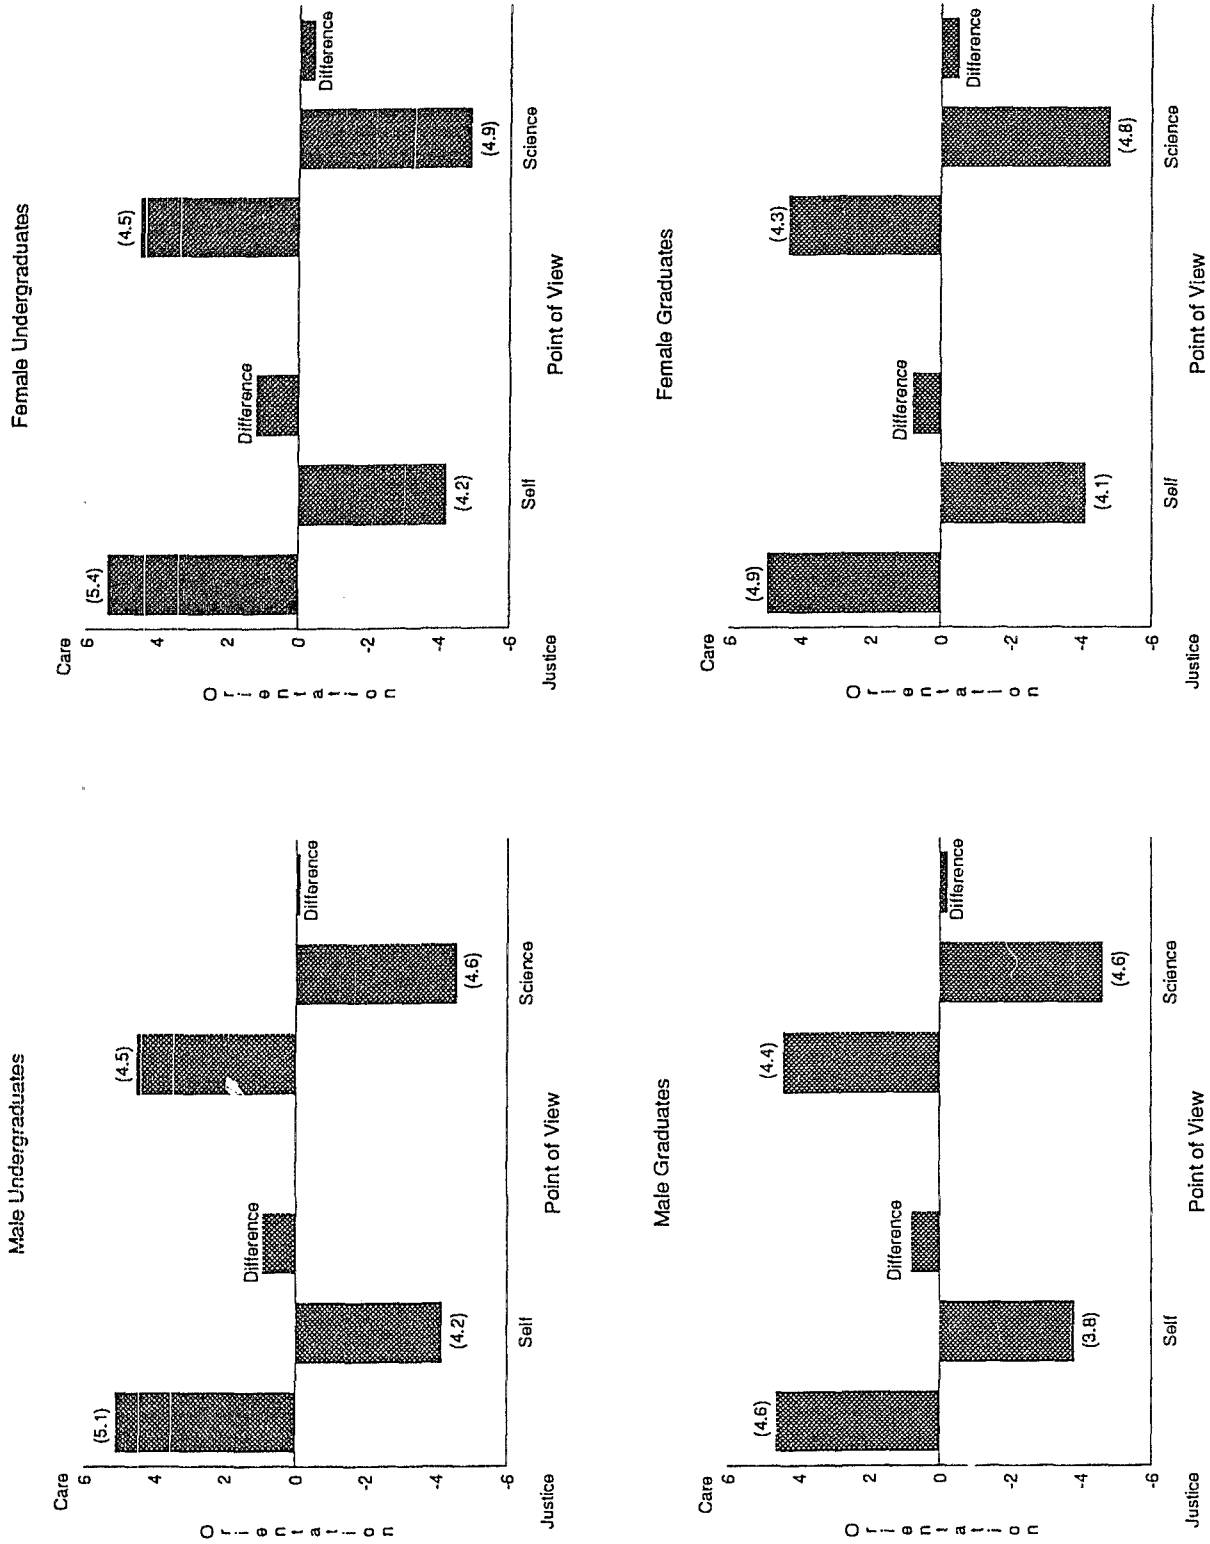 Male Undergraduates
Care
6
4
2
0
-2
-4
-6
Justice
Orientation
(5.1)
(4.2)
Difference
(4.5)
(4.6)
Difference
Self
Science
Point of View
Female Undergraduates
Care
6
4
2
0
-2
-4
-6
Justice
Orientation
(5.4)
(4.2)
Difference
(4.5)
(4.9)
Difference
Self
Science
Point of View
Male Graduates
Care
6
4
2
0
-2
-4
-6
Justice
Orientation
(4.6)
(3.8)
Difference
(4.4)
(4.6)
Difference
Self
Science
Point of View
Female Graduates
Care
6
4
2
0
-2
-4
-6
Justice
Orientation
(4.9)
(4.1)
Difference
(4.3)
(4.8)
Difference
Self
Science
Point of View